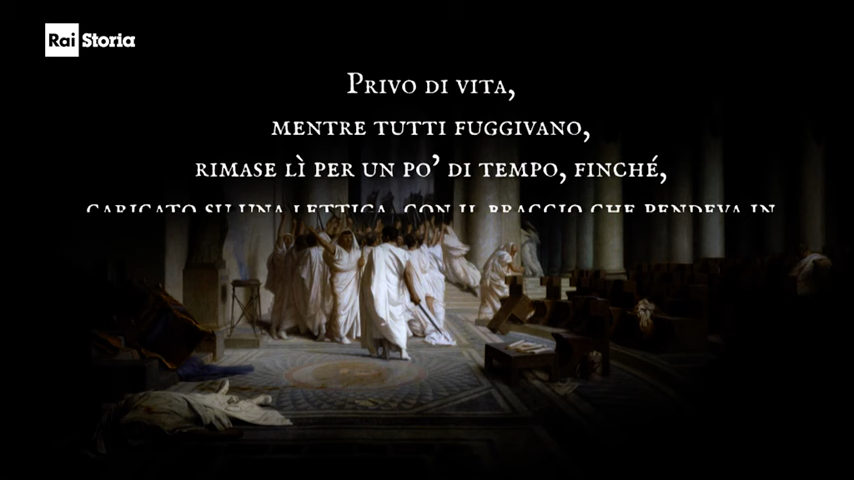 Rai Storia
Privo di vita,
mentre tutti fuggivano,
rimase lì per un po' di tempo, finché,
caricato su una lettiga, con il braccio che pendeva in